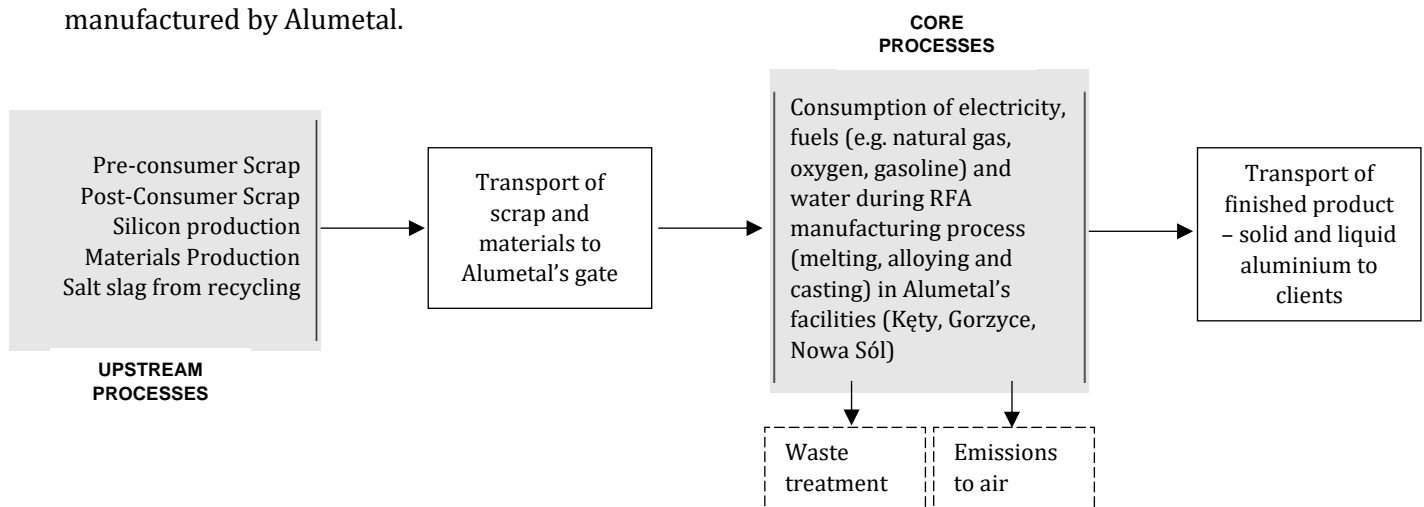 manufactured by Alumetal.
CORE
PROCESSES
Pre-consumer Scrap
Post-Consumer Scrap
Silicon production
Materials Production
Salt slag from recycling
UPSTREAM
PROCESSES
Transport of
scrap and
materials to
Alumetal’s gate
Consumption of electricity,
fuels (e.g. natural gas,
oxygen, gasoline) and
water during RFA
manufacturing process
(melting, alloying and
casting) in Alumetal’s
facilities (Kęty, Gorzyce,
Nowa Sól)
Transport of
finished product
– solid and liquid
aluminium to
clients
Waste
treatment
Emissions
to air